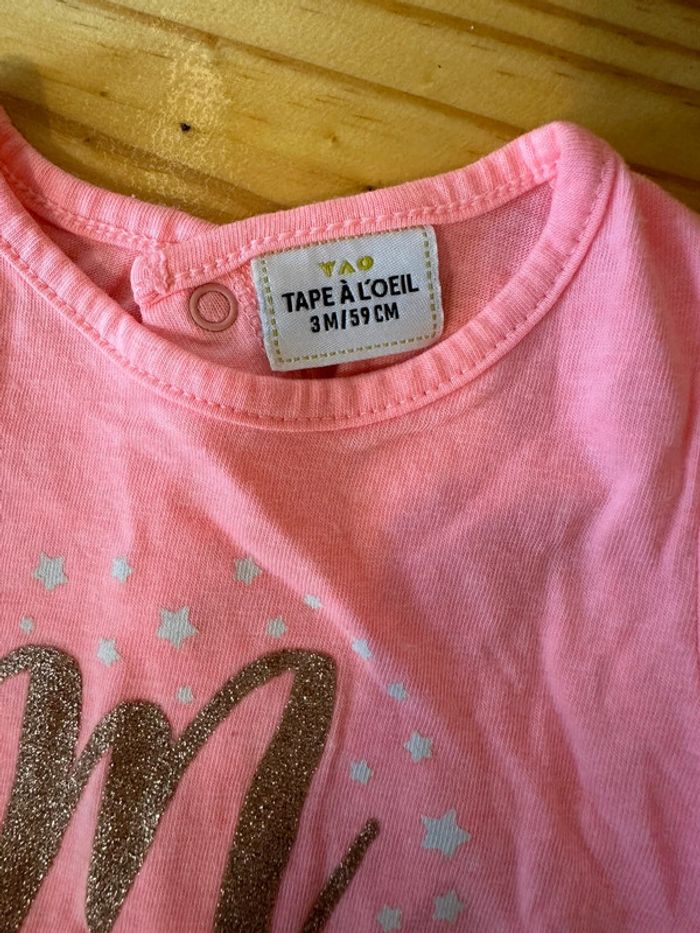 TAO
TAPE À L'OEIL
3 M/59 CM
m